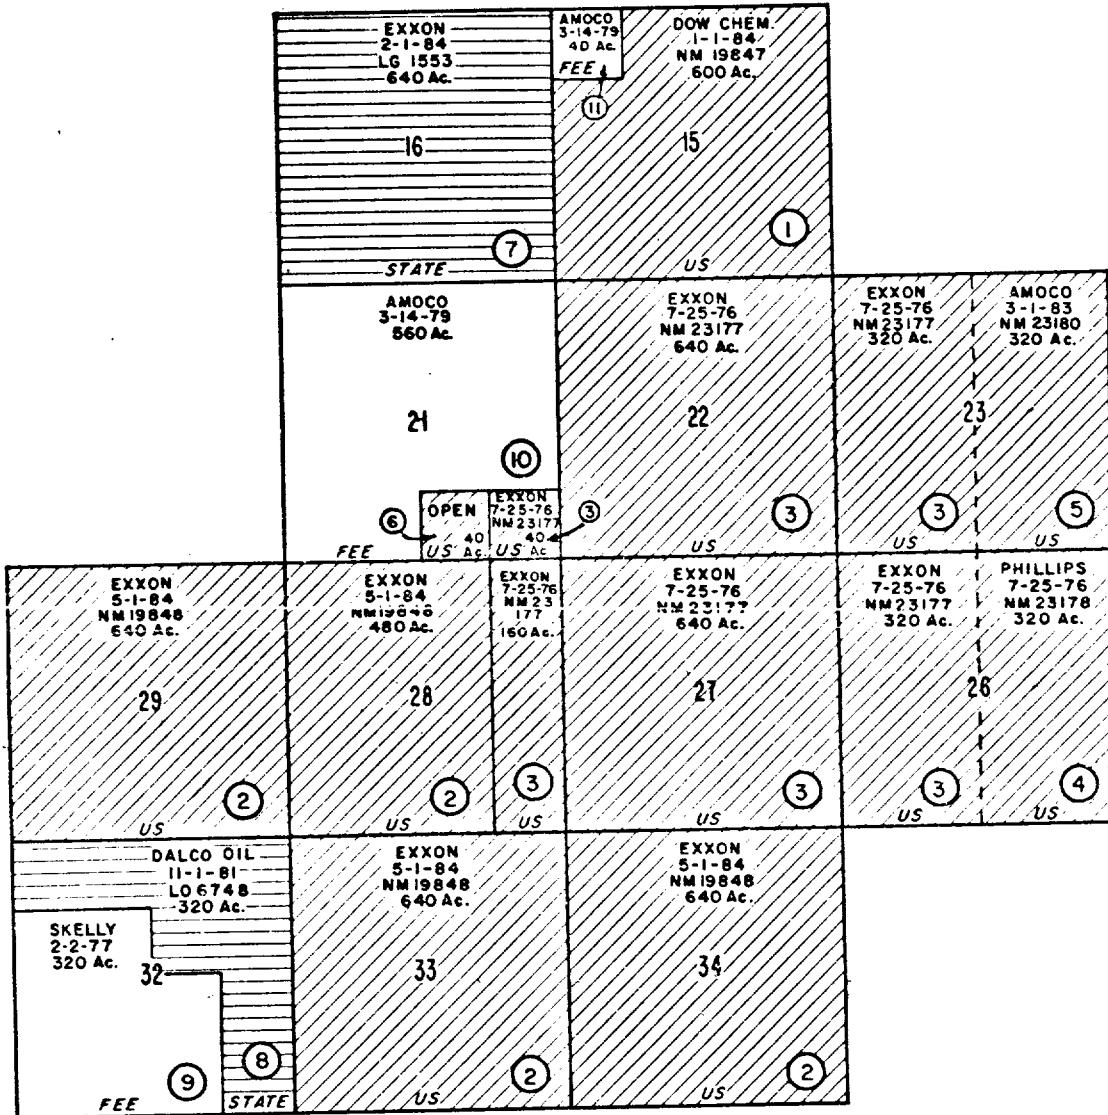 EXXON
2-1-84
LG 1553
640 Ac.
16
7
STATE
AMOCO
3-14-79
40 Ac.
FEE
11
DOW CHEM.
1-1-84
NM 19847
600 Ac.
15
1
US
AMOCO
3-14-79
560 Ac.
21
10
FEE
6
OPEN
40
Ac.
US
EXXON
7-25-76
NM 23177
40
Ac
US
3
EXXON
7-25-76
NM 23177
640 Ac.
22
3
US
EXXON
7-25-76
NM 23177
320 Ac.
23
3
AMOCO
3-1-83
NM 23180
320 Ac.
5
US
US
EXXON
5-1-84
NM 19848
640 Ac.
29
2
US
EXXON
5-1-84
NM 19848
480 Ac.
28
2
US
EXXON
7-25-76
NM 23
177
160 Ac.
3
US
EXXON
7-25-76
NM 23177
640 Ac.
27
3
US
EXXON
7-25-76
NM 23177
320 Ac.
26
3
US
PHILLIPS
7-25-76
NM 23178
320 Ac.
4
US
DALCO OIL
11-1-81
LO 6748
320 Ac.
SKELLY
2-2-77
320 Ac.
32
9
FEE
8
STATE
EXXON
5-1-84
NM 19848
640 Ac.
33
2
US
EXXON
5-1-84
NM 19848
640 Ac.
34
2
US